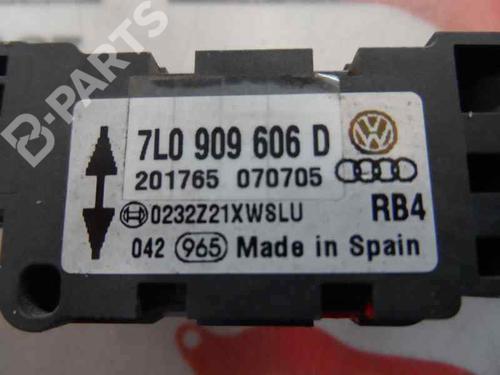 B-PARTS
7L0 909 606 D
201765 070705
0232Z21XWSLU RB4
042 965 Made in Spain